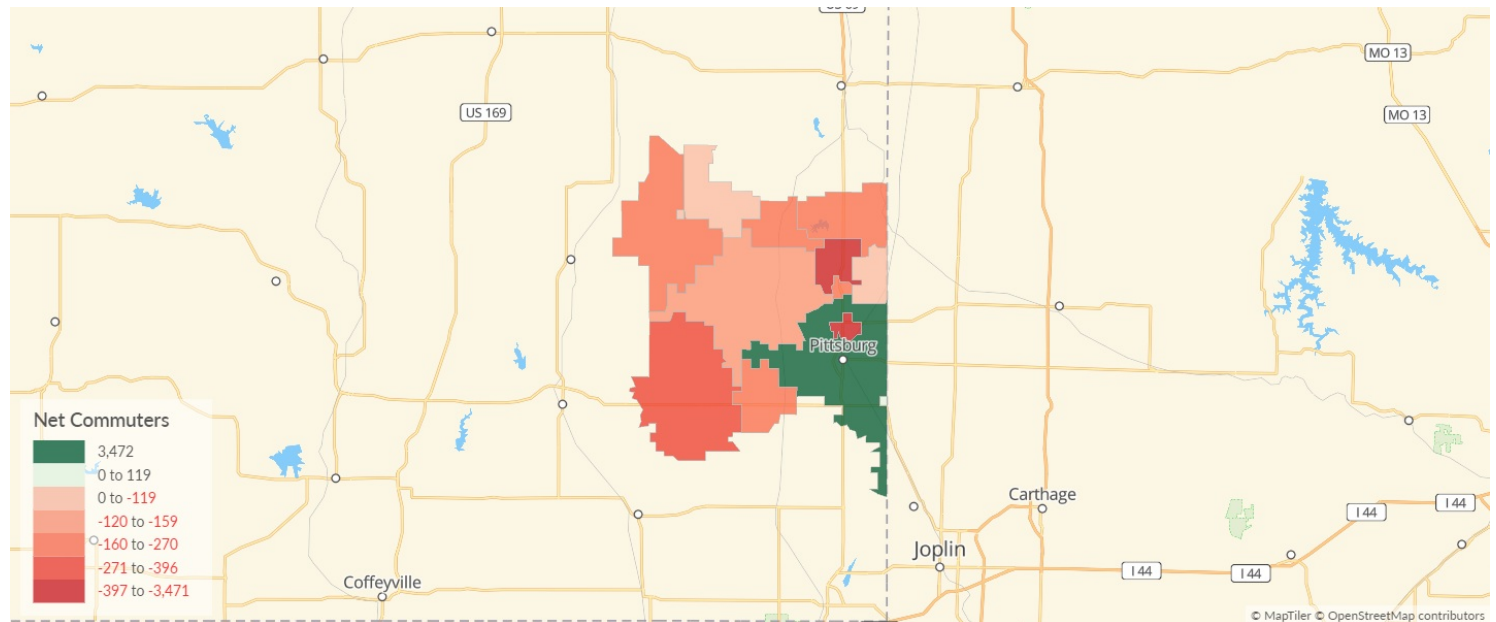 US 69
MO 13
US 169
MO 13
Pittsburg
Net Commuters
3,472
0 to 119
0 to -119
-120 to -159
-160 to -270
-271 to -396
-397 to -3,471
Carthage
I 44
I 44
Joplin
I 44
I 44
Coffeyville
© MapTiler © OpenStreetMap contributors